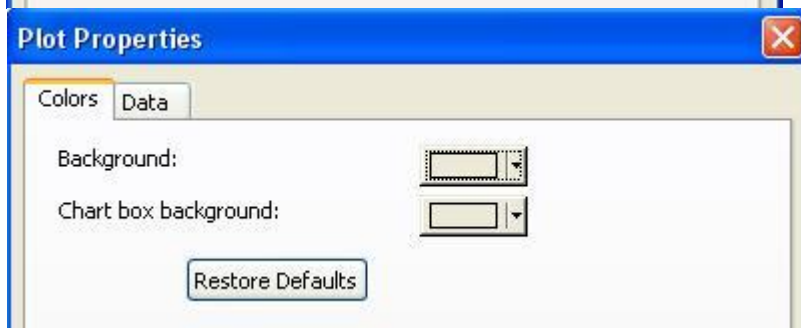 Plot Properties
Colors Data
Background:
Chart box background:
Restore Defaults